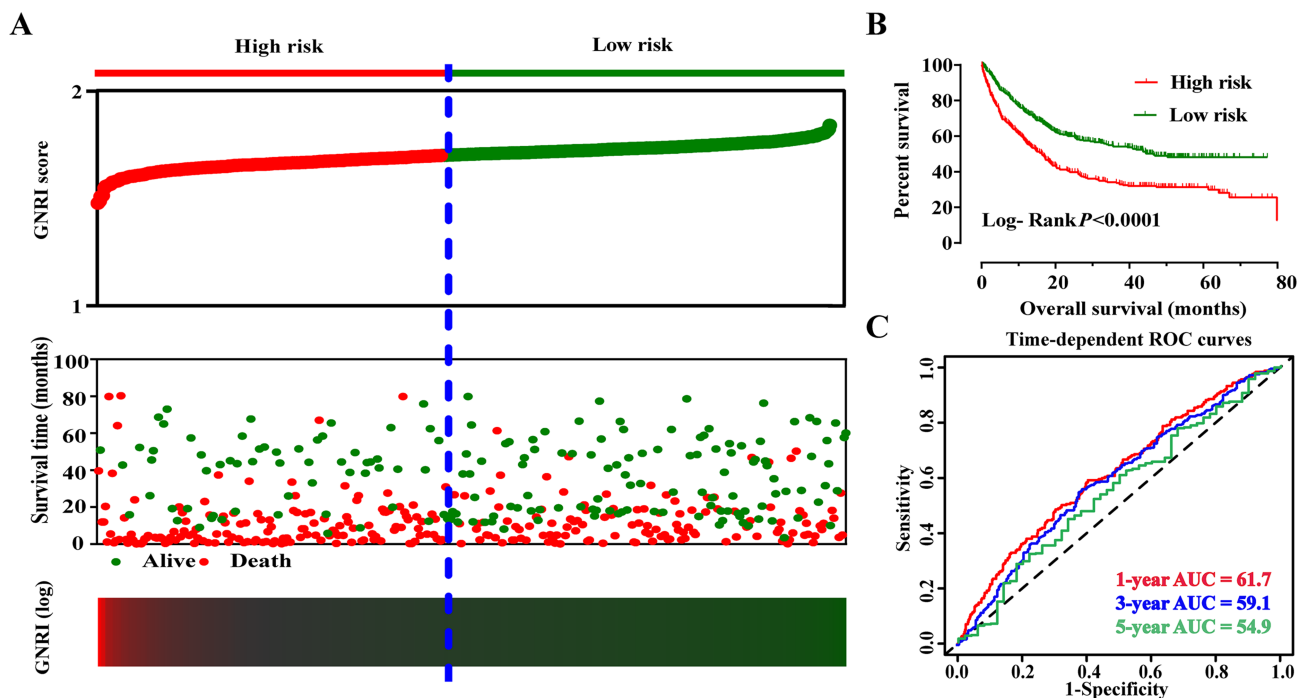 A
High risk
Low risk
2
GNRI score
1
Survival time (months)
100
80
60
40
20
0
Alive
Death
GNRI (log
B
Percent survival
100
80
60
40
20
0
High risk
Low risk
Log- Rank P<0.0001
0 20 40 60 80
Overall survival (months)
C
Time-dependent ROC curves
Sensitivity
1.0
0.8
0.6
0.4
0.2
0.0
1-year AUC = 61.7
3-year AUC = 59.1
5-year AUC = 54.9
0.0 0.2 0.4 0.6 0.8 1.0
1-Specificity